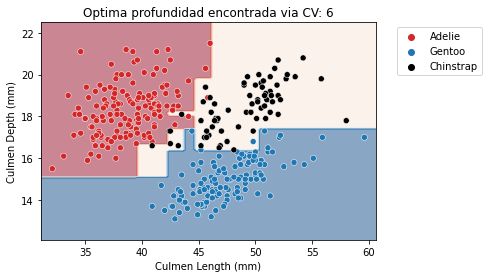 Optima profundidad encontrada via CV: 6
Adelie
Gentoo
Chinstrap
Culmen Depth (mm)
22
20
18
16
14
35
40
45
50
55
60
Culmen Length (mm)